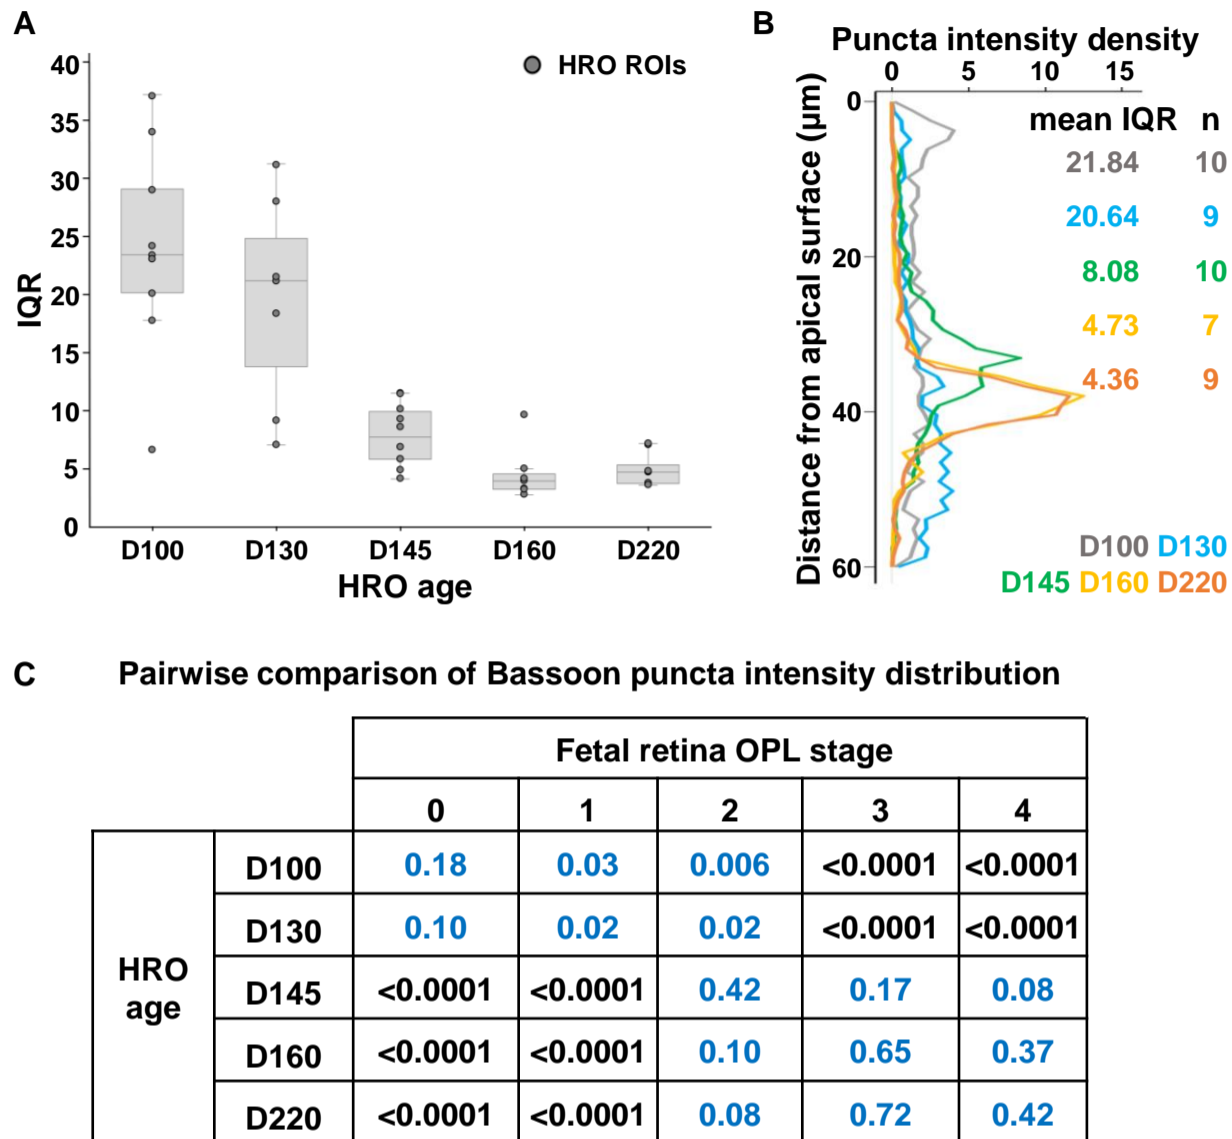 A
40
35
30
25
20
15
10
5
0
IQR
HRO ROIs
D100 D130 D145 D160 D220
HRO age
B
Puncta intensity density
0 5 10 15
Distance from apical surface (µm)
0
20
40
60
mean IQR n
21.84 10
20.64 9
8.08 10
4.73 7
4.36 9
D100 D130
D145 D160 D220
C Pairwise comparison of Bassoon puncta intensity distribution
Fetal retina OPL stage
0 1 2 3 4
HRO
age
D100 0.18 0.03 0.006 <0.0001 <0.0001
D130 0.10 0.02 0.02 <0.0001 <0.0001
D145 <0.0001 <0.0001 0.42 0.17 0.08
D160 <0.0001 <0.0001 0.10 0.65 0.37
D220 <0.0001 <0.0001 0.08 0.72 0.42